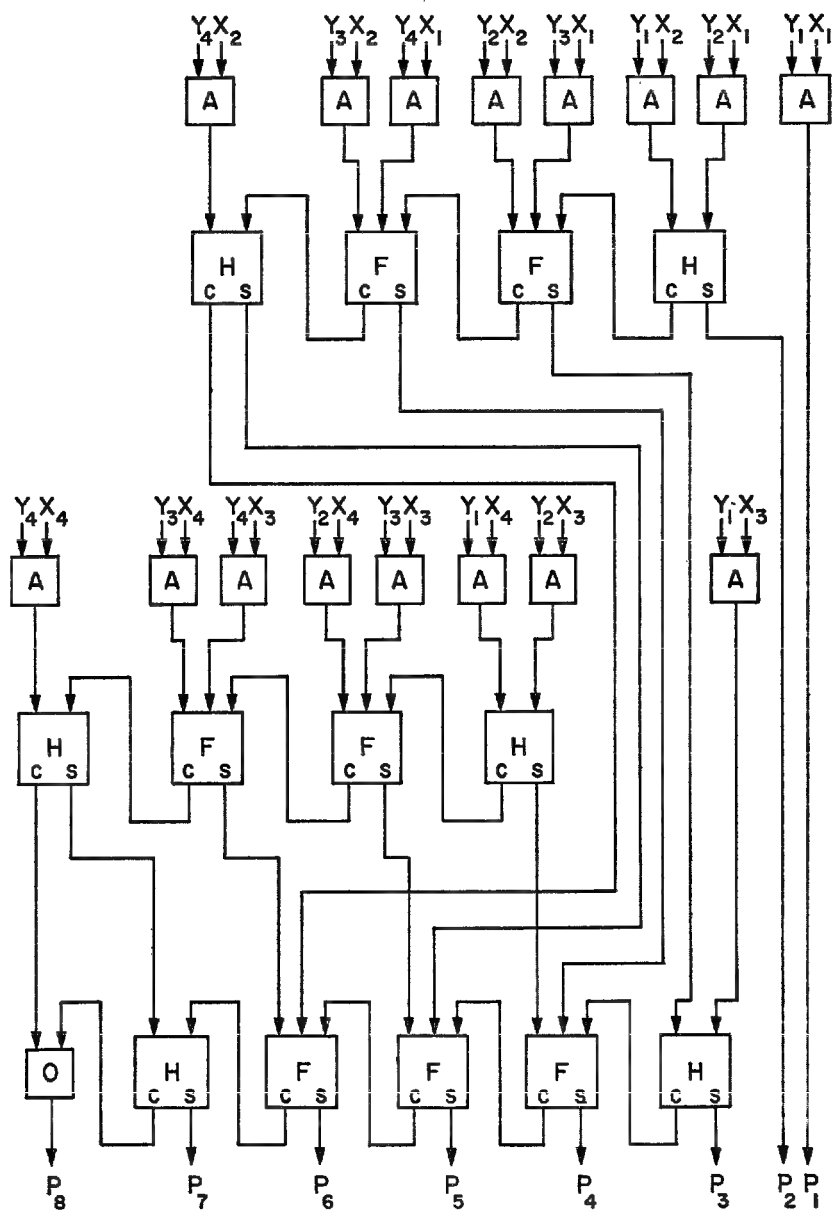 Y4X2 Y3X2 Y4X1 Y2X2 Y3X1 Y1X2 Y2X1 Y1X1
A A A A A A A A
H F F H
C S C S C S C S
Y4X4 Y3X4 Y4X3 Y2X4 Y3X3 Y1X4 Y2X3 Y1X3
A A A A A A A A
H F F H
C S C S C S C S
O H F F F H
C S C S C S C S C S
P8 P7 P6 P5 P4 P3 P2 P1